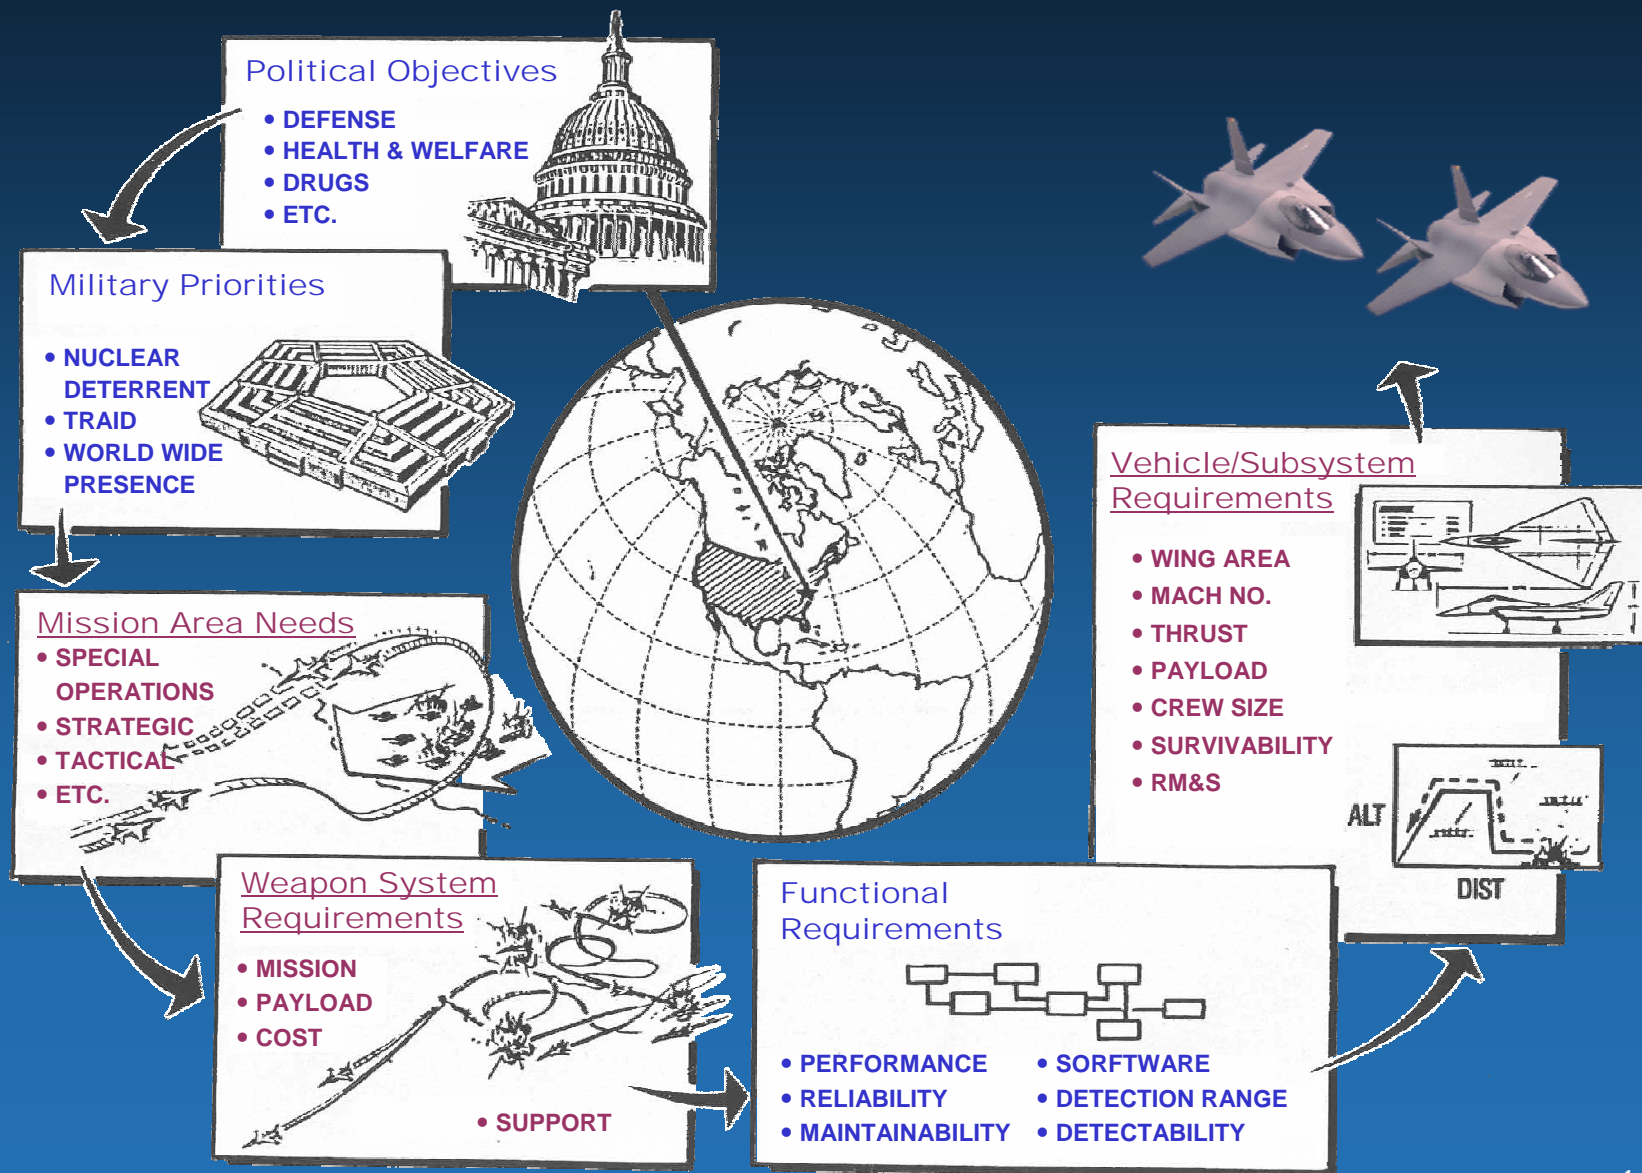 Political Objectives
• DEFENSE
• HEALTH & WELFARE
• DRUGS
• ETC.
Military Priorities
• NUCLEAR
DETERRENT
• TRAID
• WORLD WIDE
PRESENCE
Mission Area Needs
• SPECIAL
OPERATIONS
• STRATEGIC
• TACTICAL
• ETC.
Weapon System
Requirements
• MISSION
• PAYLOAD
• COST
• SUPPORT
Functional
Requirements
• PERFORMANCE
• RELIABILITY
• MAINTAINABILITY
• SORFTWARE
• DETECTION RANGE
• DETECTABILITY
Vehicle/Subsystem
Requirements
• WING AREA
• MACH NO.
• THRUST
• PAYLOAD
• CREW SIZE
• SURVIVABILITY
• RM&S
ALT
DIST